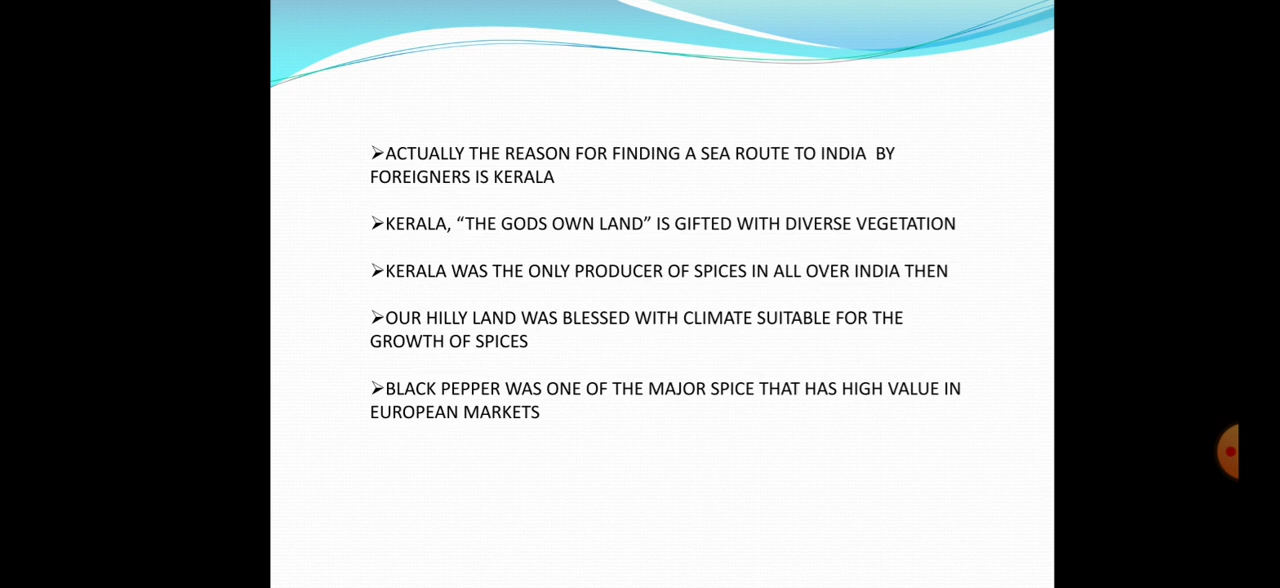 ➢ACTUALLY THE REASON FOR FINDING A SEA ROUTE TO INDIA  BY
FOREIGNERS IS KERALA
➢KERALA, “THE GODS OWN LAND” IS GIFTED WITH DIVERSE VEGETATION
➢KERALA WAS THE ONLY PRODUCER OF SPICES IN ALL OVER INDIA THEN
➢OUR HILLY LAND WAS BLESSED WITH CLIMATE SUITABLE FOR THE
GROWTH OF SPICES
➢BLACK PEPPER WAS ONE OF THE MAJOR SPICE THAT HAS HIGH VALUE IN
EUROPEAN MARKETS